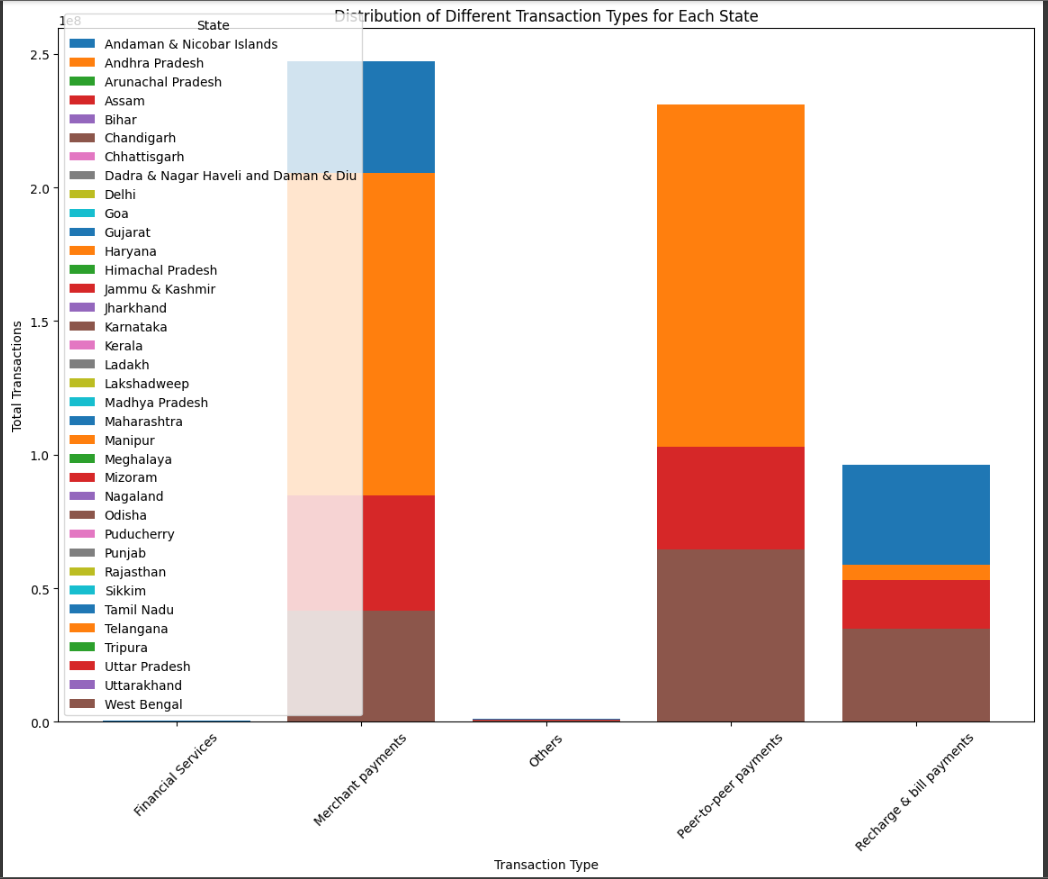 Distribution of Different Transaction Types for Each State
1e8
State
Andaman & Nicobar Islands
Andhra Pradesh
Arunachal Pradesh
Assam
Bihar
Chandigarh
Chhattisgarh
Dadra & Nagar Haveli and Daman & Diu
Delhi
Goa
Gujarat
Haryana
Himachal Pradesh
Jammu & Kashmir
Jharkhand
Karnataka
Kerala
Ladakh
Lakshadweep
Madhya Pradesh
Maharashtra
Manipur
Meghalaya
Mizoram
Nagaland
Odisha
Puducherry
Punjab
Rajasthan
Sikkim
Tamil Nadu
Telangana
Tripura
Uttar Pradesh
Uttarakhand
West Bengal
2.5
2.0
1.5
1.0
0.5
0.0
Total Transactions
Financial Services
Merchant payments
Others
Peer-to-peer payments
Recharge & bill payments
Transaction Type